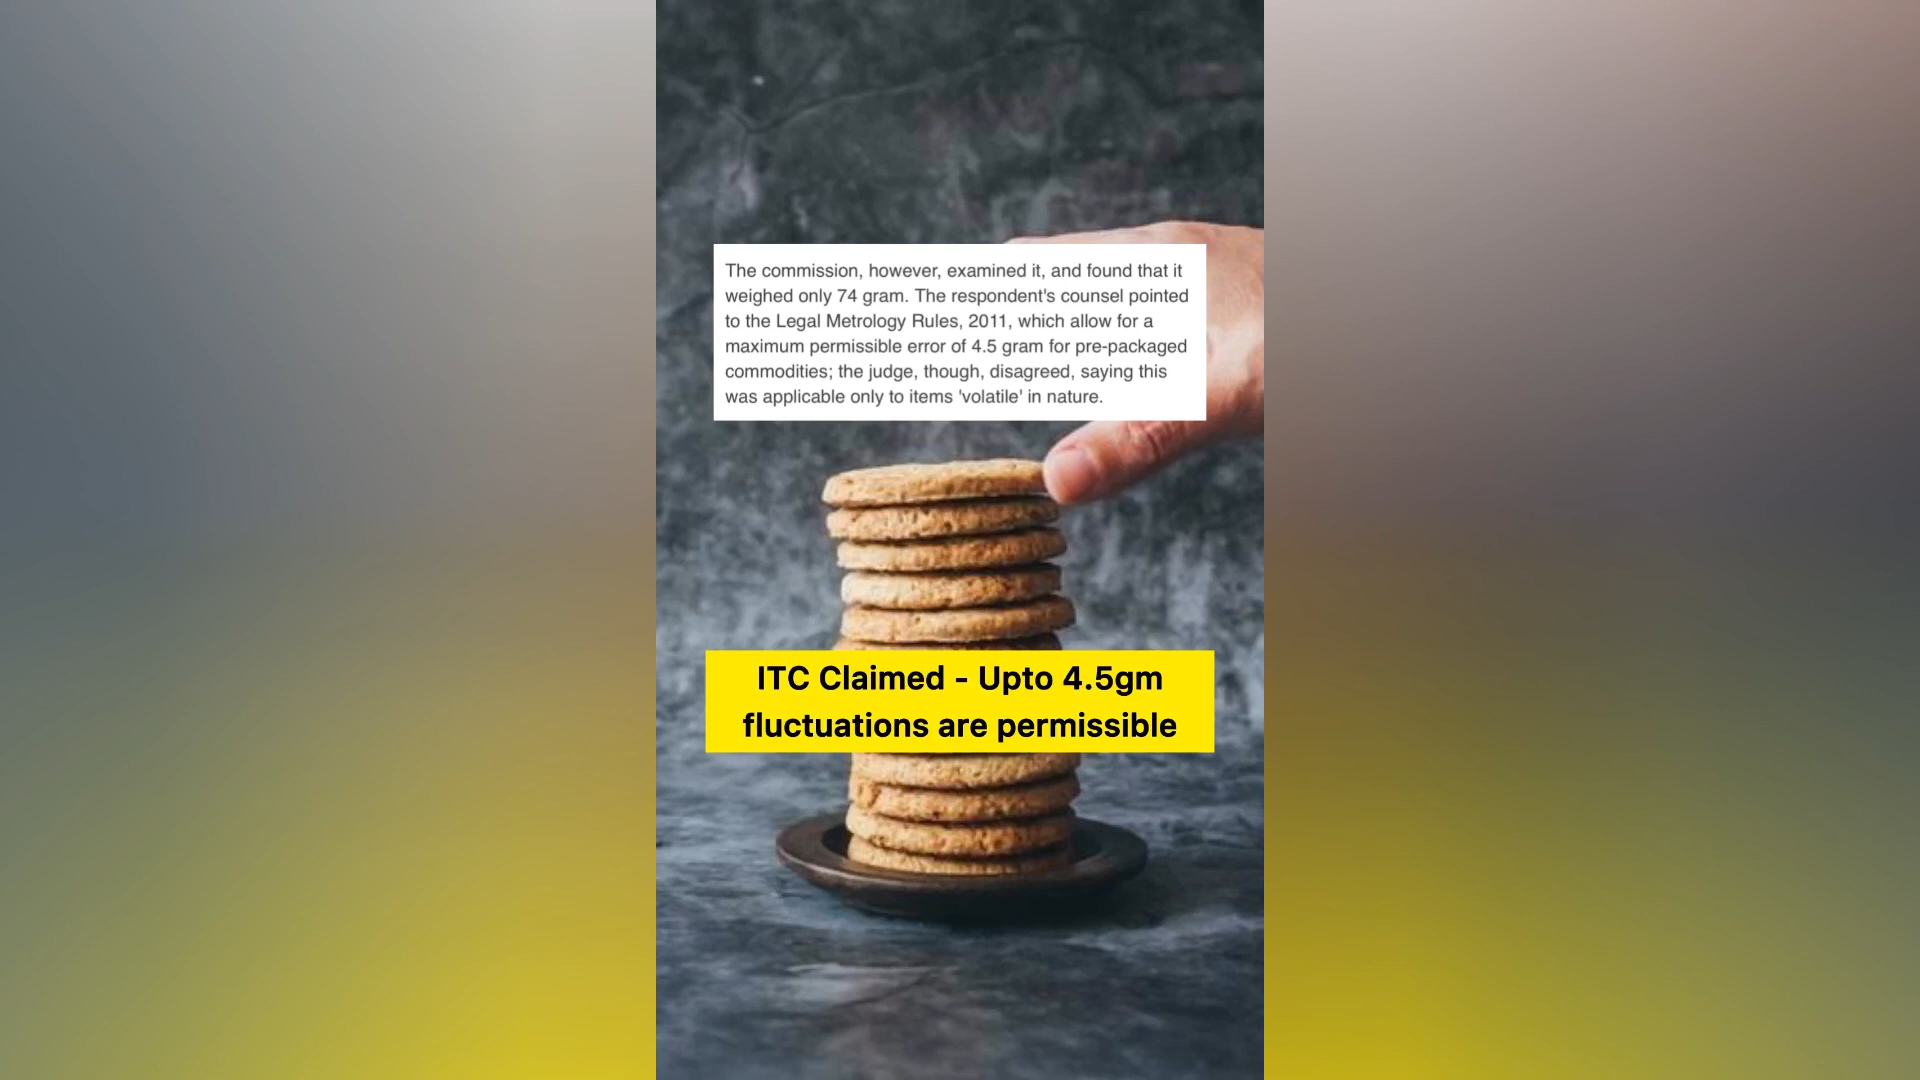 The commission, however, examined it, and found that it
weighed only 74 gram. The respondent's counsel pointed
to the Legal Metrology Rules, 2011, which allow for a
maximum permissible error of 4.5 gram for pre-packaged
commodities; the judge, though, disagreed, saying this
was applicable only to items 'volatile' in nature.
ITC Claimed - Upto 4.5gm
fluctuations are permissible